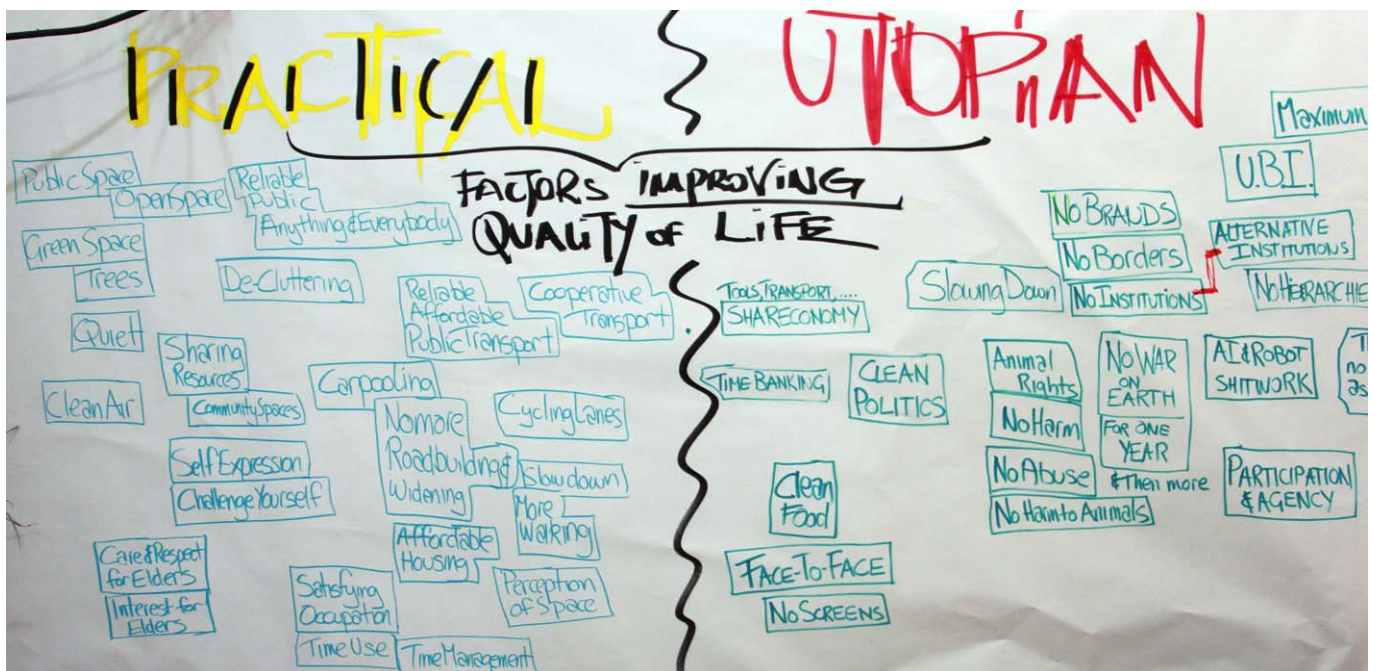 PRACTICAL
UTOPIAN
FACTORS IMPROVING
QUALITY OF LIFE
Public Space
Open Space
Reliable
Public
Anything & Everybody
Green Space
Trees
De-Cluttering
Reliable
Affordable
Public Transport
Cooperative
Transport
Quiet
Sharing
Resources
Community Spaces
Carpooling
Clean Air
Nomore
Roadbuilding &
Widening
Cycling Lanes
Self Expression
Challenge Yourself
Slow down
More
Walking
Affordable
Housing
Care & Respect
for Elders
Interest for
Elders
Satisfying
Occupation
Time Use
Time Management
Perception
of Space
TOOLS, TRANSPORT, ....
SHARECONOMY
TIME BANKING
CLEAN
POLITICS
Clean
Food
FACE-TO-FACE
NO SCREENS
Slowing Down
NO BRANDS
No Borders
NO INSTITUTIONS
Maximum
U.B.I.
ALTERNATIVE
INSTITUTIONS
NO HIERARCHIE
Animal
Rights
No Harm
No Abuse
No Harm to Animals
NO WAR
ON
EARTH
FOR ONE
YEAR
& Then more
AI & ROBOT
SHITWORK
PARTICIPATION
& AGENCY
no
as